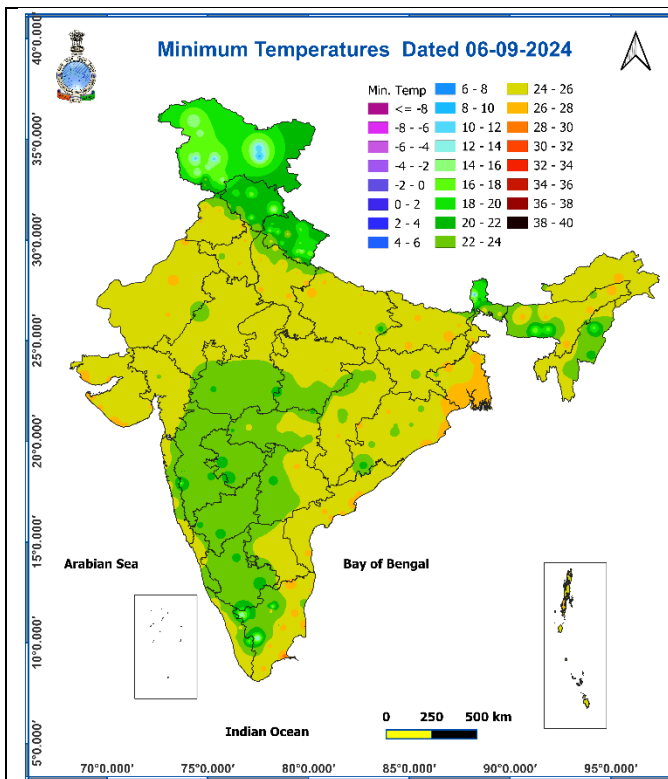 Minimum Temperatures Dated 06-09-2024
Min. Temp
<= -8
-8 - -6
-6 - -4
-4 - -2
-2 - 0
0 - 2
2 - 4
4 - 6
6 - 8
8 - 10
10 - 12
12 - 14
14 - 16
16 - 18
18 - 20
20 - 22
22 - 24
24 - 26
26 - 28
28 - 30
30 - 32
32 - 34
34 - 36
36 - 38
38 - 40
40°0.000'
35°0.000'
30°0.000'
25°0.000'
20°0.000'
15°0.000'
10°0.000'
5°0.000'
Arabian Sea
Bay of Bengal
Indian Ocean
0 250 500 km
70°0.000' 75°0.000' 80°0.000' 85°0.000' 90°0.000' 95°0.000'